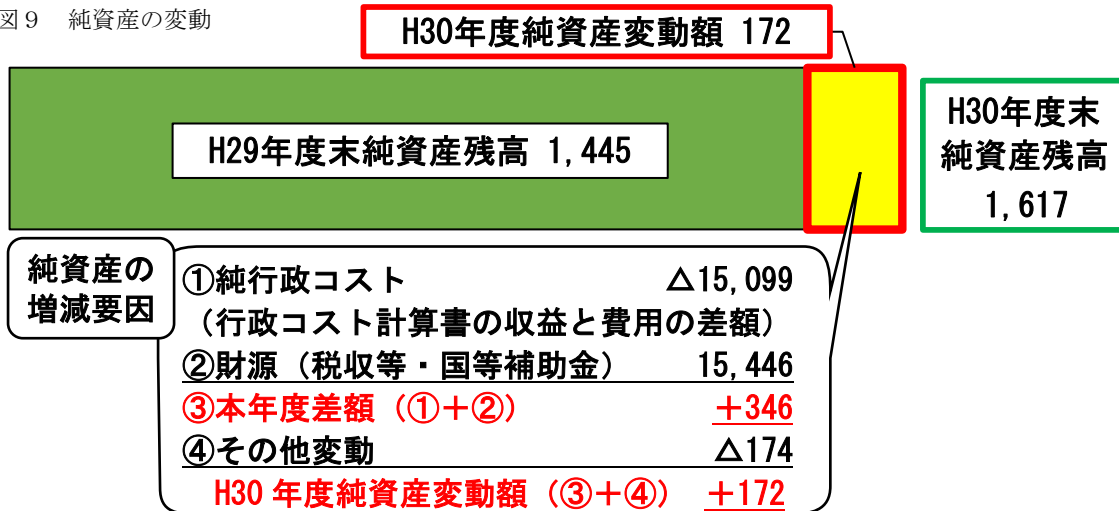 図９　純資産の変動
H30年度純資産変動額 172
H29年度末純資産残高 1,445
H30年度末
純資産残高
1,617
純資産の
増減要因
①純行政コスト △15,099
（行政コスト計算書の収益と費用の差額）
②財源（税収等・国等補助金） 15,446
③本年度差額（①＋②） ＋346
④その他変動 △174
H30 年度純資産変動額（③＋④） ＋172